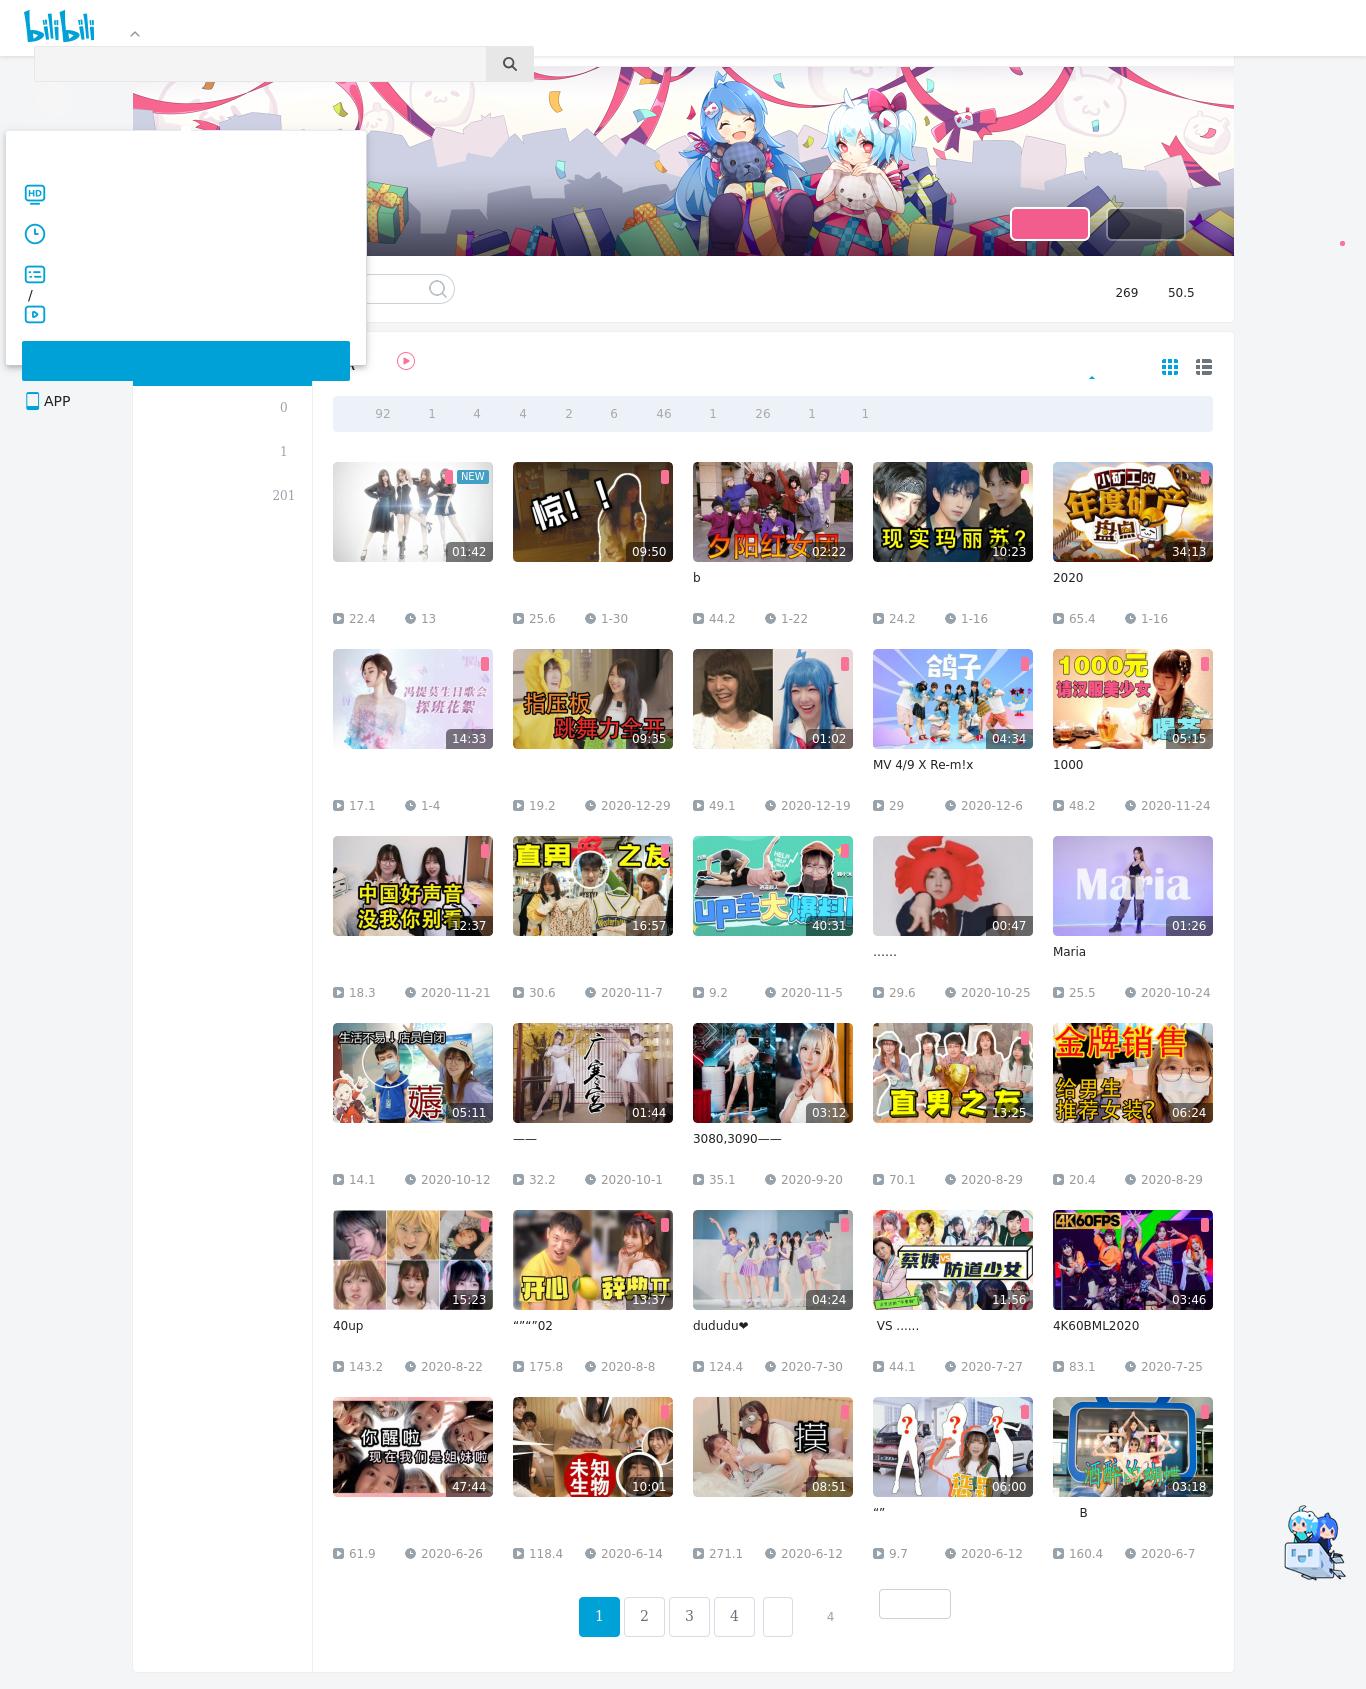 bilibili
HD
/
APP
269 50.5
0
1
201
92 1 4 4 2 6 46 1 26 1 1
NEW
01:42
22.4 13
惊！！
09:50
25.6 1-30
夕阳红女团
02:22
b
44.2 1-22
现实玛丽苏？
10:23
24.2 1-16
小矿工的
年度矿产
盘点
34:13
2020
65.4 1-16
冯提莫生日歌会
探班花絮
14:33
17.1 1-4
指压板
跳舞力全开
09:35
19.2 2020-12-29
01:02
49.1 2020-12-19
鸽子
04:34
MV 4/9 X Re-m!x
29 2020-12-6
1000元
请汉服美少女
喝茶
05:15
1000
48.2 2020-11-24
中国好声音
没我你别看
12:37
18.3 2020-11-21
直男之友
16:57
30.6 2020-11-7
up主大爆料
40:31
9.2 2020-11-5
00:47
......
29.6 2020-10-25
Maria
01:26
Maria
25.5 2020-10-24
生活不易！店员自闭
薅
05:11
14.1 2020-10-12
广寒宫
01:44
——
32.2 2020-10-1
03:12
3080,3090——
35.1 2020-9-20
直男之友
13:25
70.1 2020-8-29
金牌销售
给男生
推荐女装？
06:24
20.4 2020-8-29
15:23
40up
143.2 2020-8-22
开心 辞典II
13:37
“”“”02
175.8 2020-8-8
04:24
dududu❤
124.4 2020-7-30
蔡姨 防道少女
11:56
VS ......
44.1 2020-7-27
4K60FPS
03:46
4K60BML2020
83.1 2020-7-25
你醒啦
现在我们是姐妹啦
47:44
61.9 2020-6-26
未知
生物
10:01
118.4 2020-6-14
摸
08:51
271.1 2020-6-12
? ? ?
06:00
“”
9.7 2020-6-12
酒醉的蝴蝶
03:18
B
160.4 2020-6-7
1 2 3 4 4